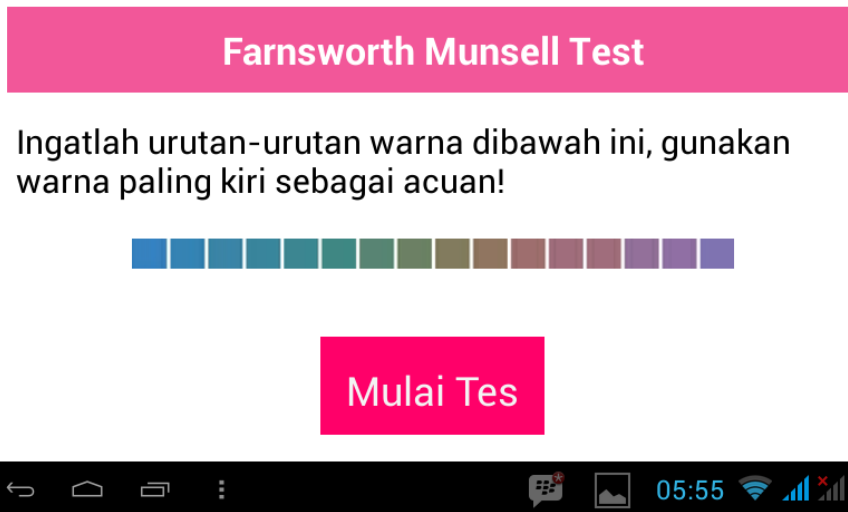 Farnsworth Munsell Test
Ingatlah urutan-urutan warna dibawah ini, gunakan
warna paling kiri sebagai acuan!
Mulai Tes
05:55